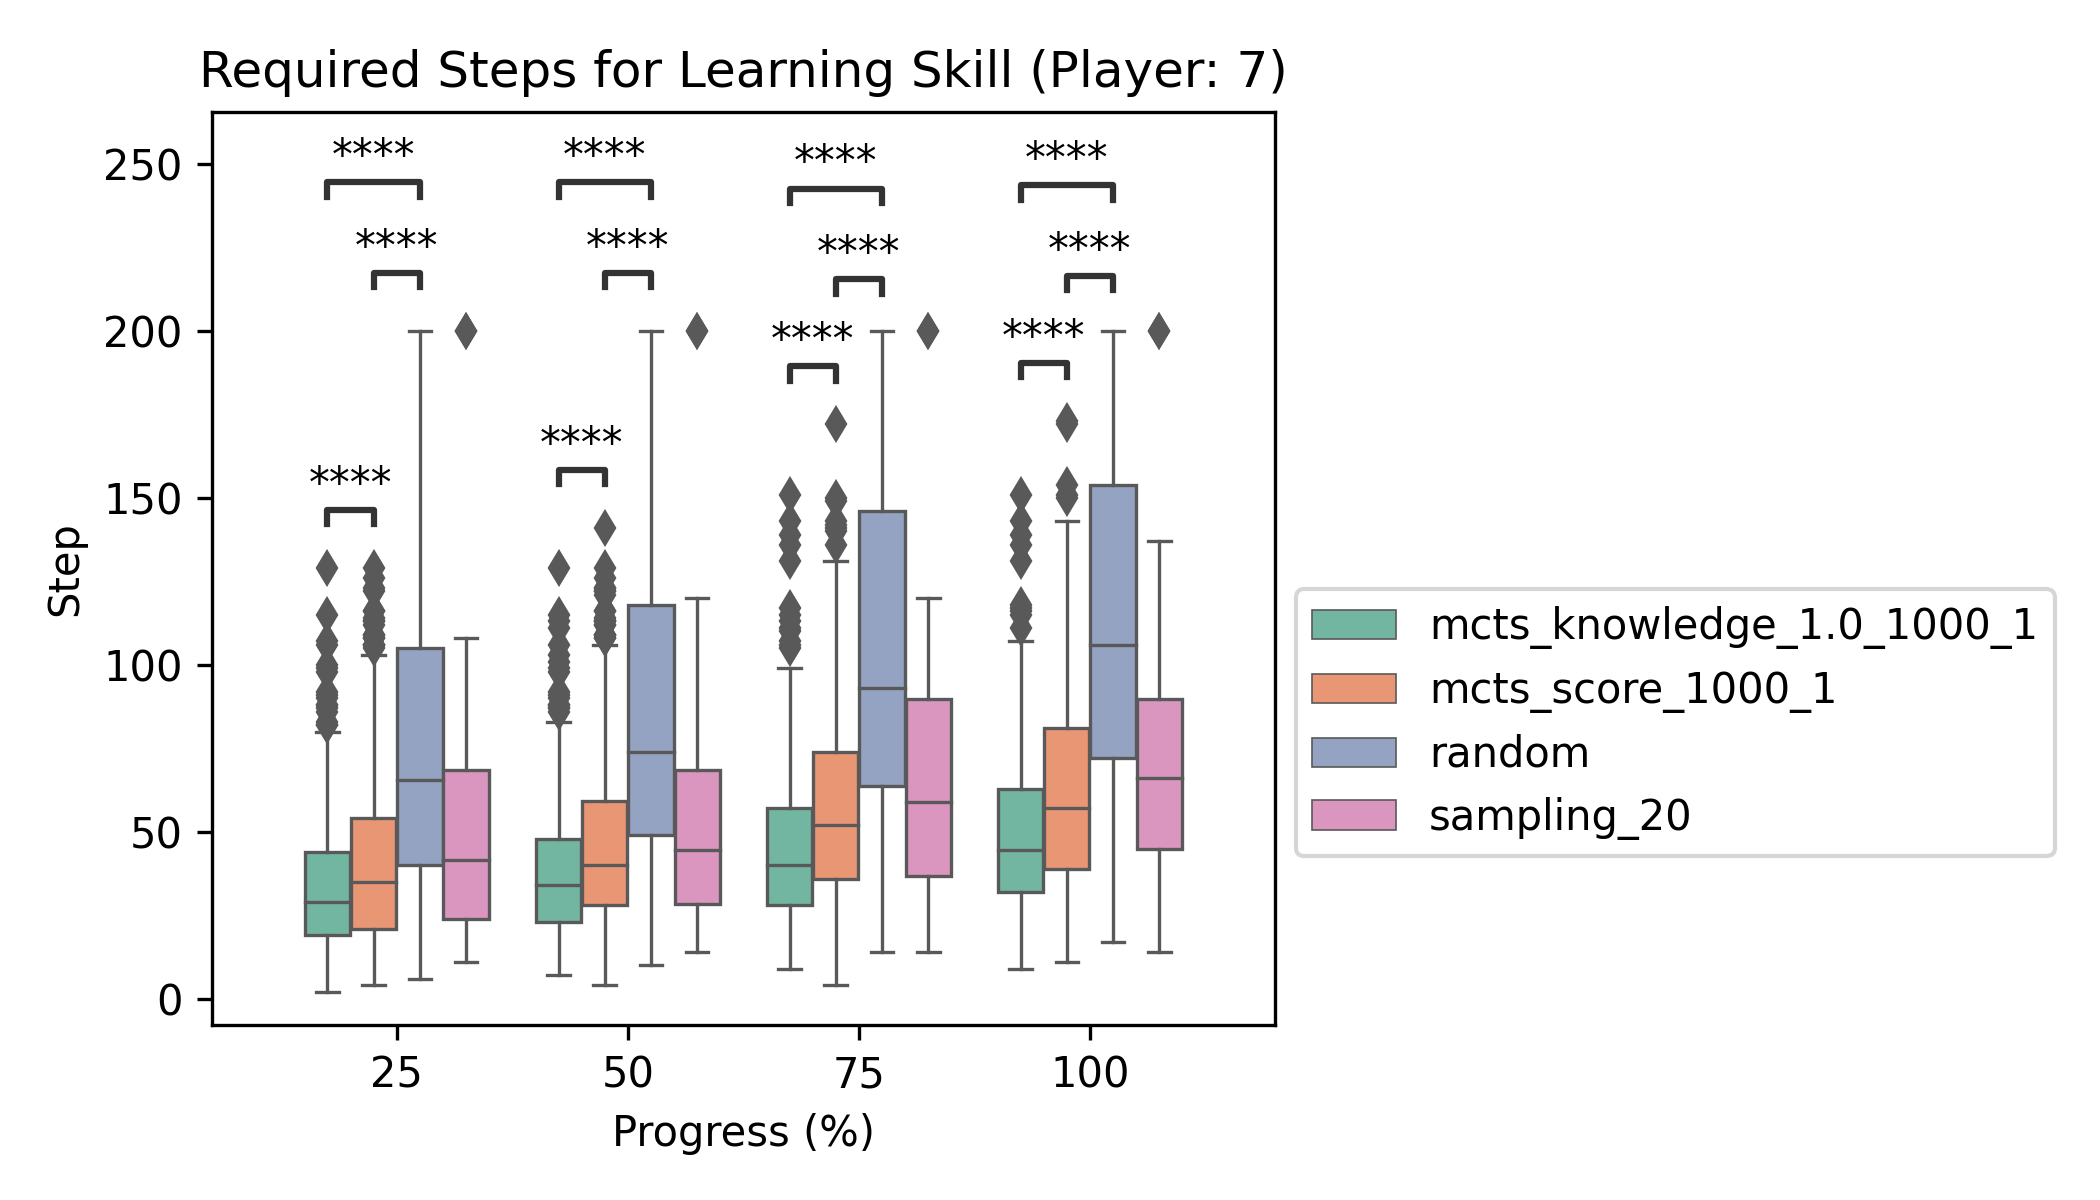 Required Steps for Learning Skill (Player: 7)
**** **** **** ****
**** **** **** ****
**** ****
**** ****
250
200
150
100
50
0
Step
25 50 75 100
Progress (%)
mcts_knowledge_1.0_1000_1
mcts_score_1000_1
random
sampling_20